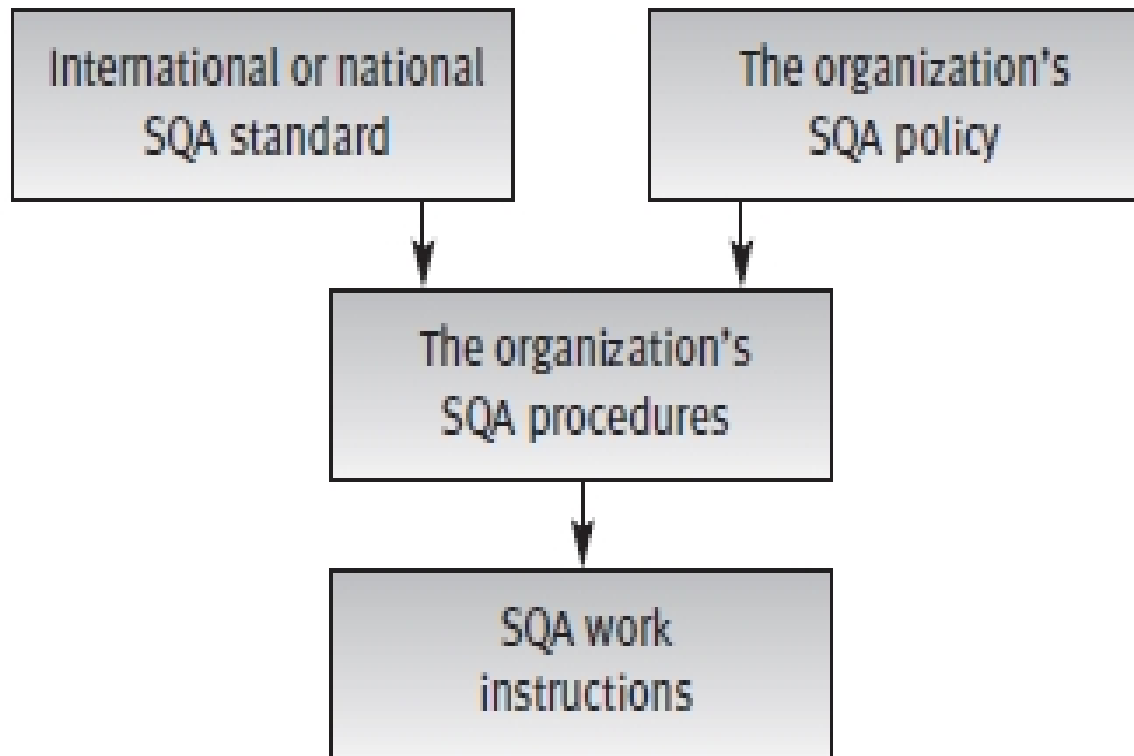 International or national
SQA standard
The organization's
SQA policy
The organization's
SQA procedures
SQA work
instructions